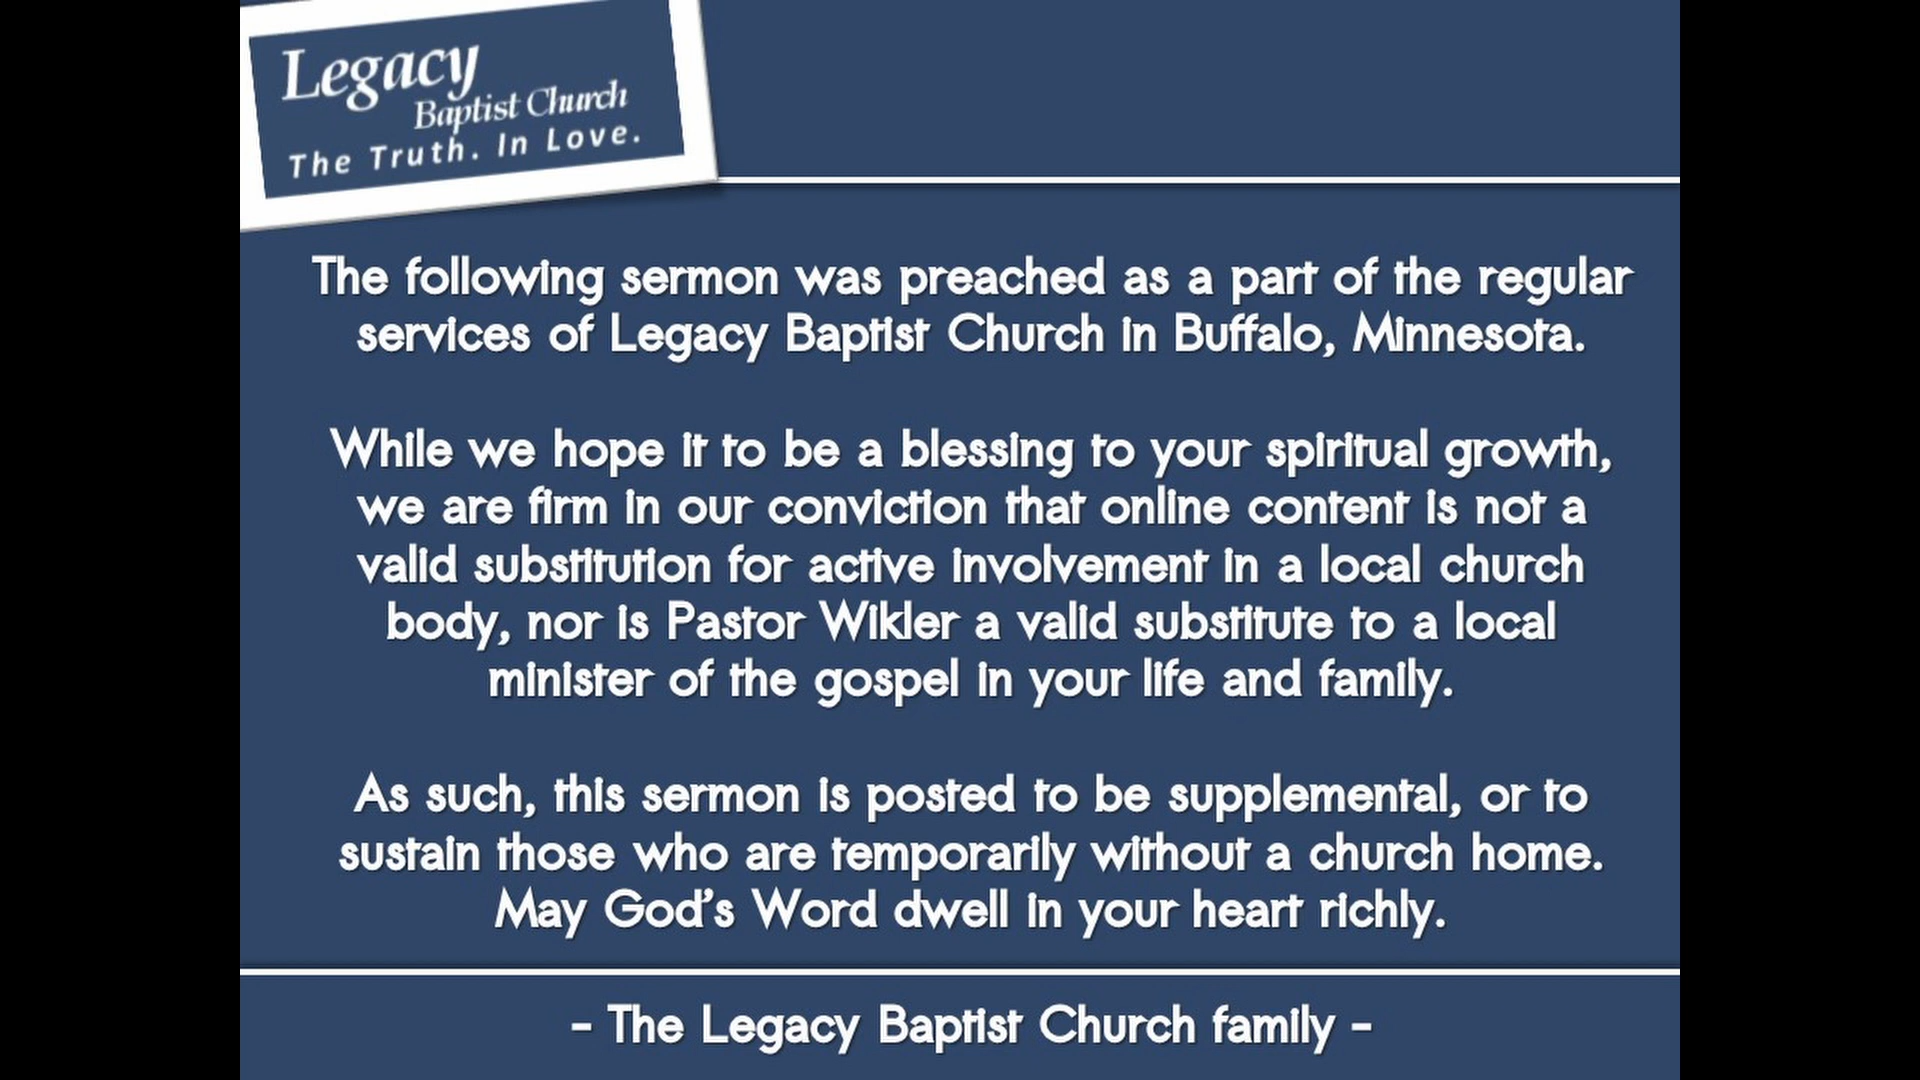 Legacy
Baptist Church
The Truth. In Love.
The following sermon was preached as a part of the regular
services of Legacy Baptist Church in Buffalo, Minnesota.
While we hope it to be a blessing to your spiritual growth,
we are firm in our conviction that online content is not a
valid substitution for active involvement in a local church
body, nor is Pastor Wikler a valid substitute to a local
minister of the gospel in your life and family.
As such, this sermon is posted to be supplemental, or to
sustain those who are temporarily without a church home.
May God's Word dwell in your heart richly.
- The Legacy Baptist Church family -